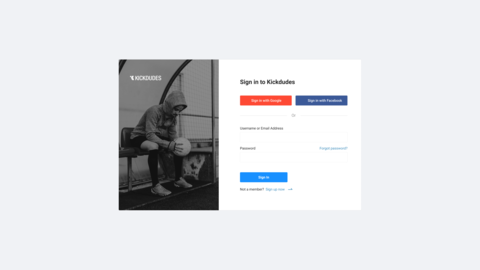 KICKDUDES
Sign in to Kickdudes
Sign in with Google
Sign in with Facebook
Or
Username or Email Address
Password
Forgot password?
Sign in
Not a member? Sign up now